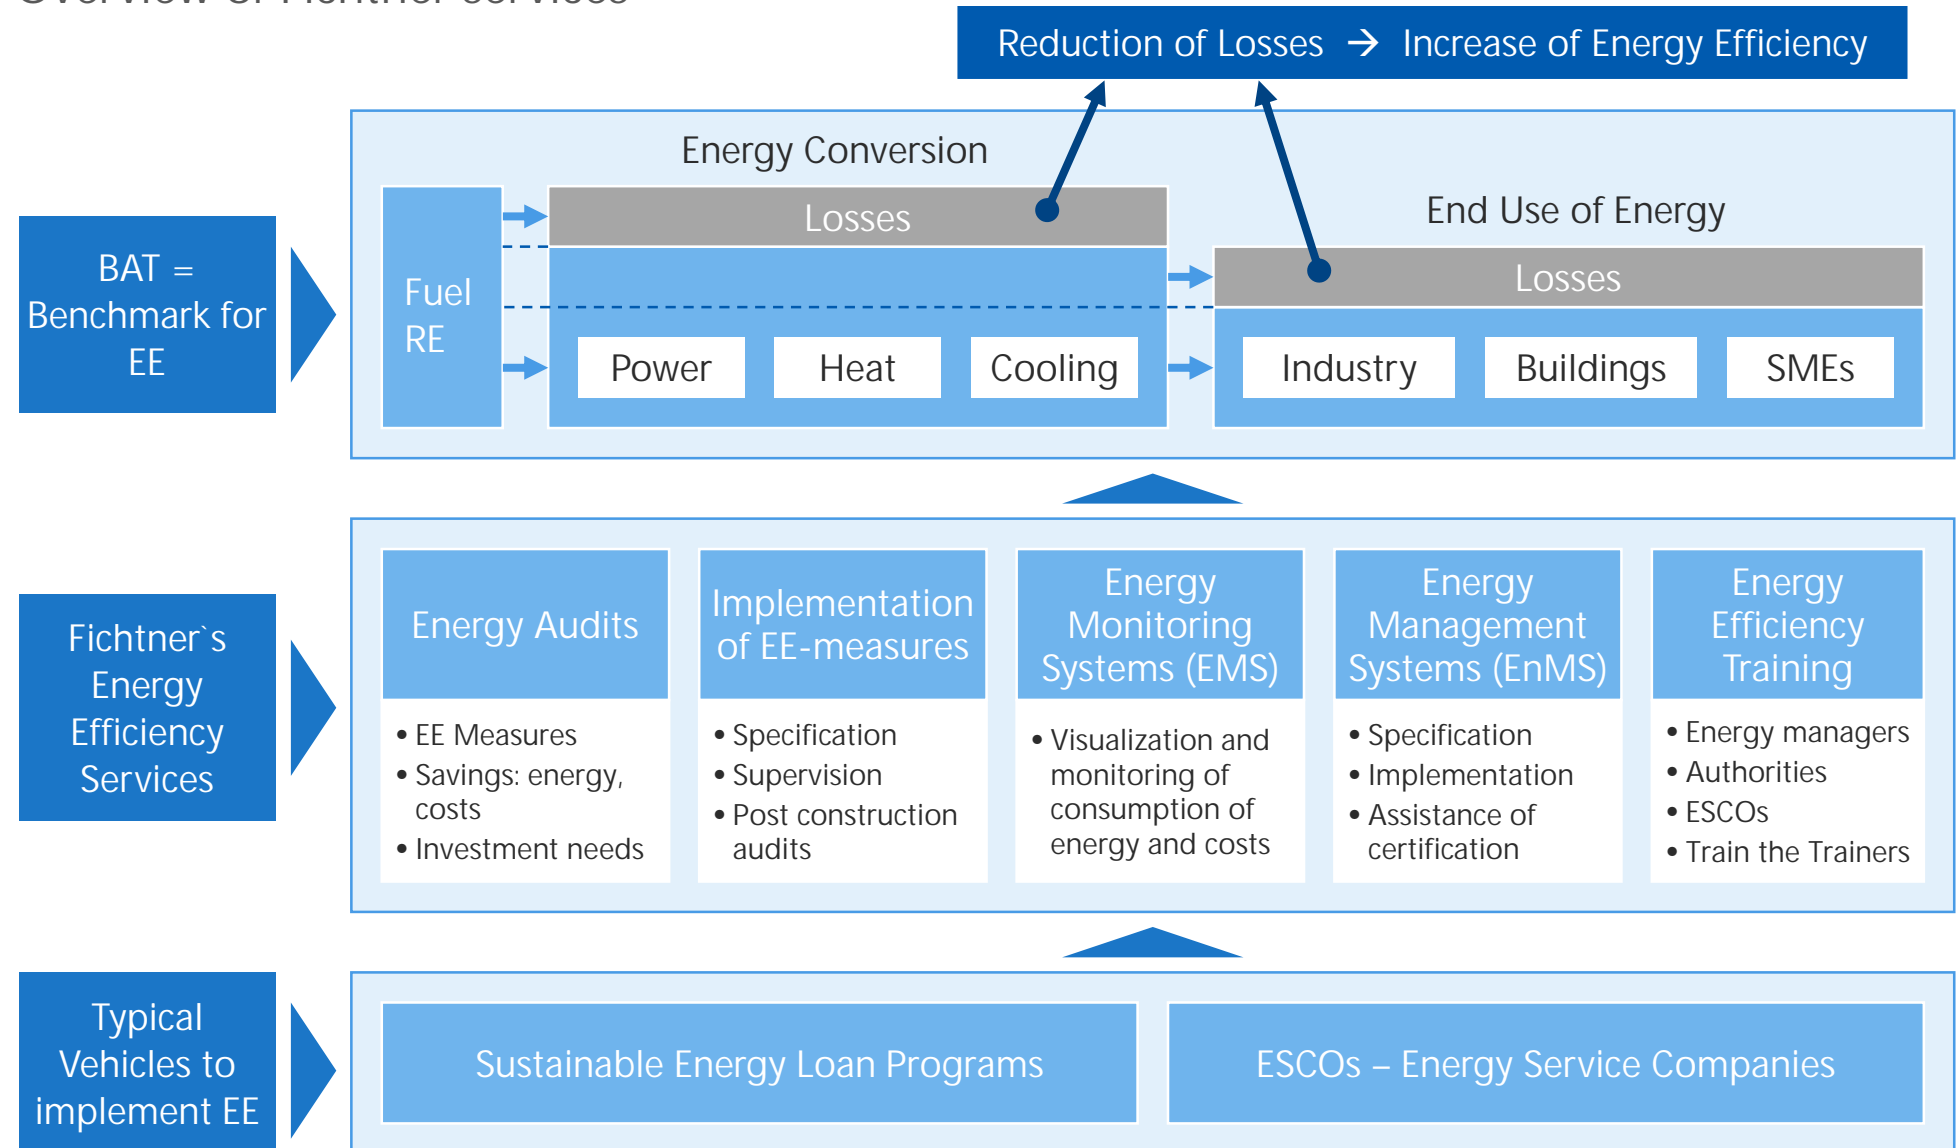 Overview of Fichtner services
Reduction of Losses → Increase of Energy Efficiency
BAT =
Benchmark for
EE
Energy Conversion
Fuel
RE
Losses
Power
Heat
Cooling
End Use of Energy
Losses
Industry
Buildings
SMEs
Fichtner`s
Energy
Efficiency
Services
Energy Audits
• EE Measures
• Savings: energy,
costs
• Investment needs
Implementation
of EE-measures
• Specification
• Supervision
• Post construction
audits
Energy
Monitoring
Systems (EMS)
• Visualization and
monitoring of
consumption of
energy and costs
Energy
Management
Systems (EnMS)
• Specification
• Implementation
• Assistance of
certification
Energy
Efficiency
Training
• Energy managers
• Authorities
• ESCOs
• Train the Trainers
Typical
Vehicles to
implement EE
Sustainable Energy Loan Programs
ESCOs – Energy Service Companies